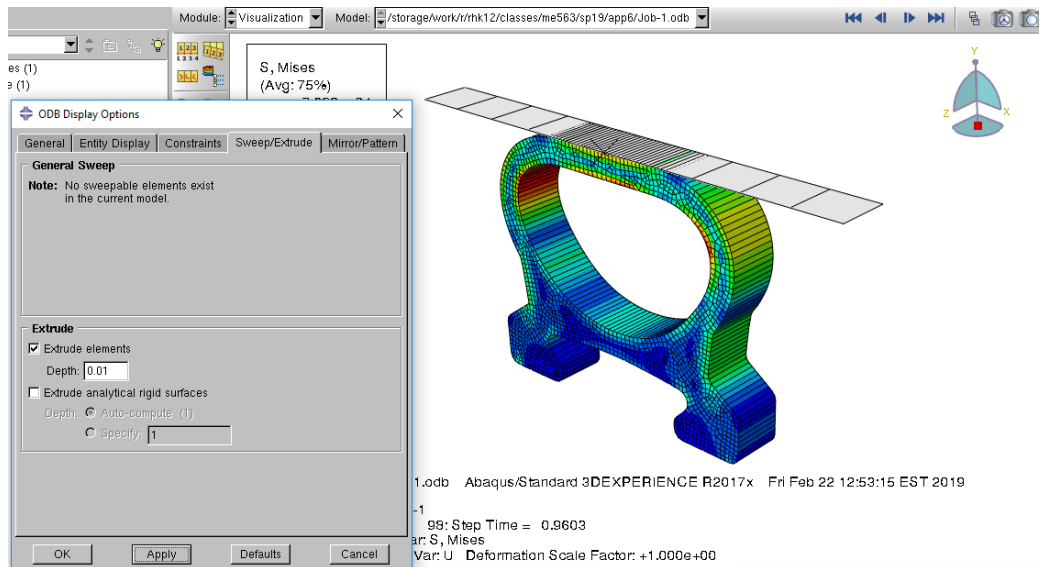 Module: Visualization Model: /storage/work/r/rhk12/classes/me563/sp19/app6/Job-1.odb
es (1)
e (1)
S, Mises
(Avg: 75%)
ODB Display Options
General Entity Display Constraints Sweep/Extrude Mirror/Pattern
General Sweep
Note: No sweepable elements exist
in the current model.
Extrude
Extrude elements
Depth: 0.01
Extrude analytical rigid surfaces
Depth: Auto-compute (1)
Specify: 1
OK Apply Defaults Cancel
Y
Z X
1.odb Abaqus/Standard 3DEXPERIENCE R2017x Fri Feb 22 12:53:15 EST 2019
-1
98: Step Time = 0.9603
ar: S, Mises
Var: U Deformation Scale Factor: +1.000e+00